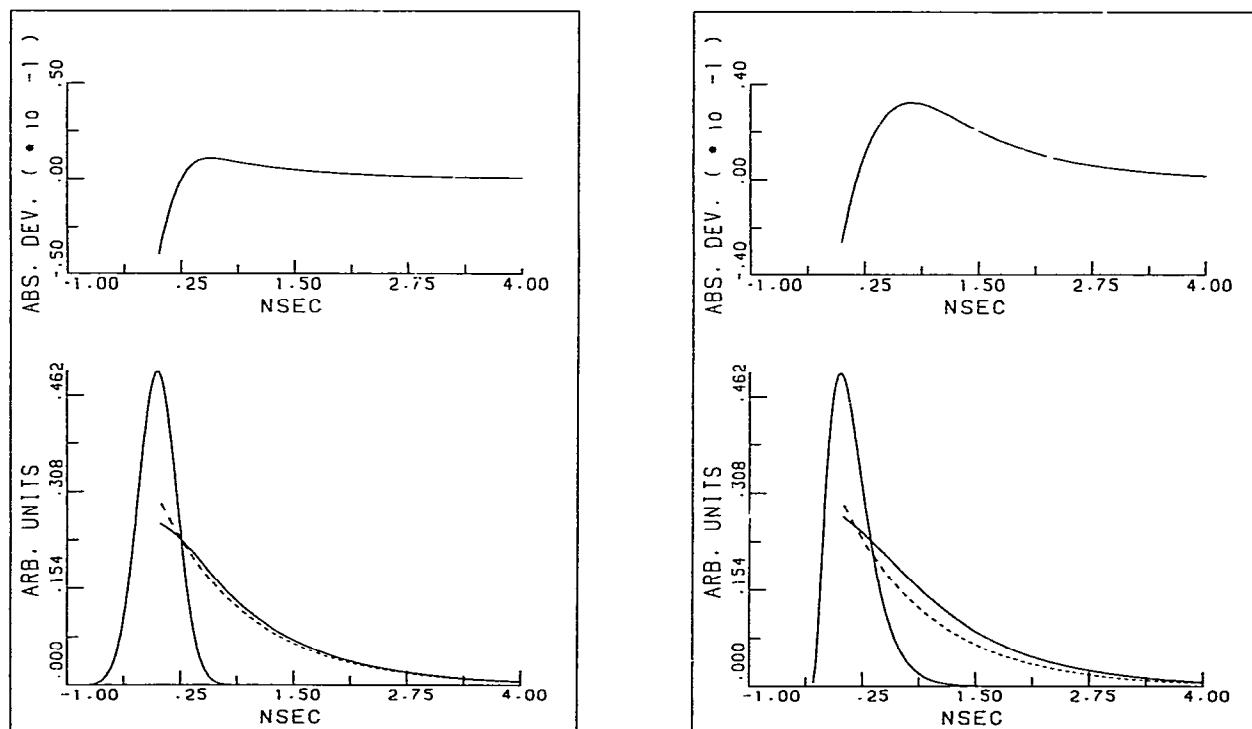 ABS. DEV. ( * 10 -1 )
.50
.00
-.50
-1.00 .25 1.50 2.75 4.00
NSEC
ARB. UNITS
.462
.308
.154
.000
-1.00 .25 1.50 2.75 4.00
NSEC
ABS. DEV. ( * 10 -1 )
.40
.00
-.40
-1.00 .25 1.50 2.75 4.00
NSEC
ARB. UNITS
.462
.308
.154
.000
-1.00 .25 1.50 2.75 4.00
NSEC